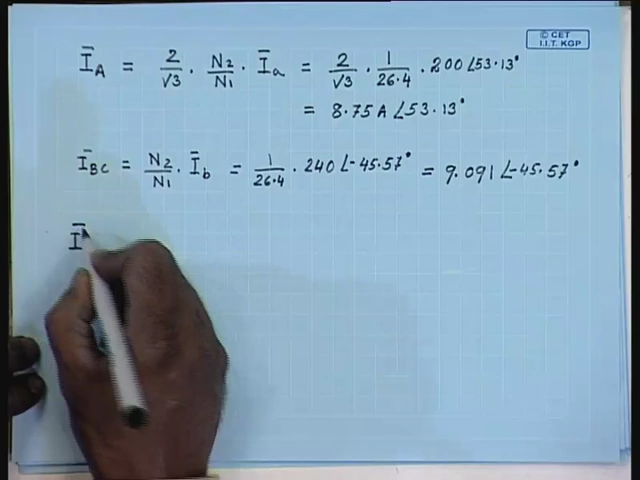 © CET
I.I.T. KGP
Ī_A = 2/√3 · N₂/N₁ · Ī_a = 2/√3 · 1/26.4 · 200∠53.13°
= 8.75 A ∠53.13°
Ī_BC = N₂/N₁ · Ī_b = 1/26.4 · 240∠-45.57° = 9.091∠-45.57°
Ī